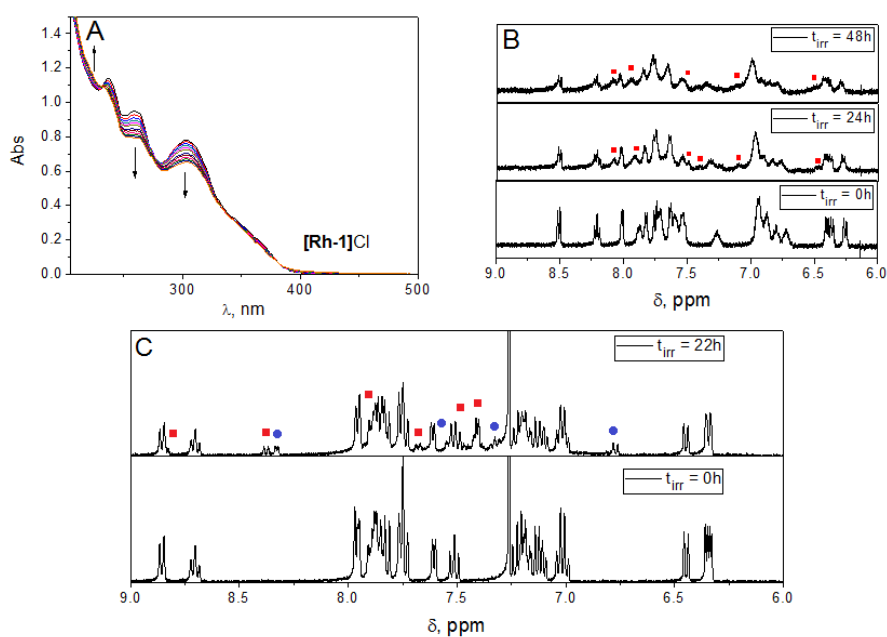 A
1.4
1.2
1.0
0.8
0.6
0.4
0.2
0.0
Abs
[Rh-1]Cl
300 400 500
λ, nm
B
t_irr = 48h
t_irr = 24h
t_irr = 0h
9.0 8.5 8.0 7.5 7.0 6.5 6.0
δ, ppm
C
t_irr = 22h
t_irr = 0h
9.0 8.5 8.0 7.5 7.0 6.5 6.0
δ, ppm